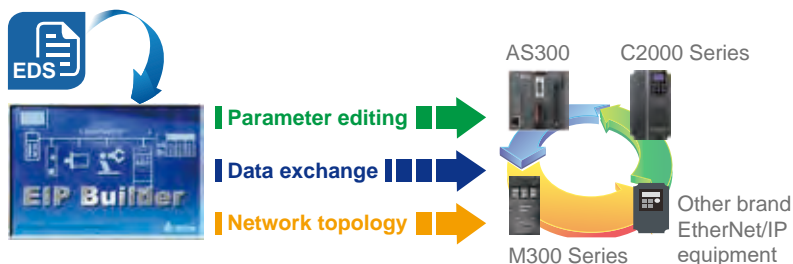 EDS
AS300
C2000 Series
Parameter editing
EIP Builder
Data exchange
Network topology
Other brand
EtherNet/IP
equipment
M300 Series